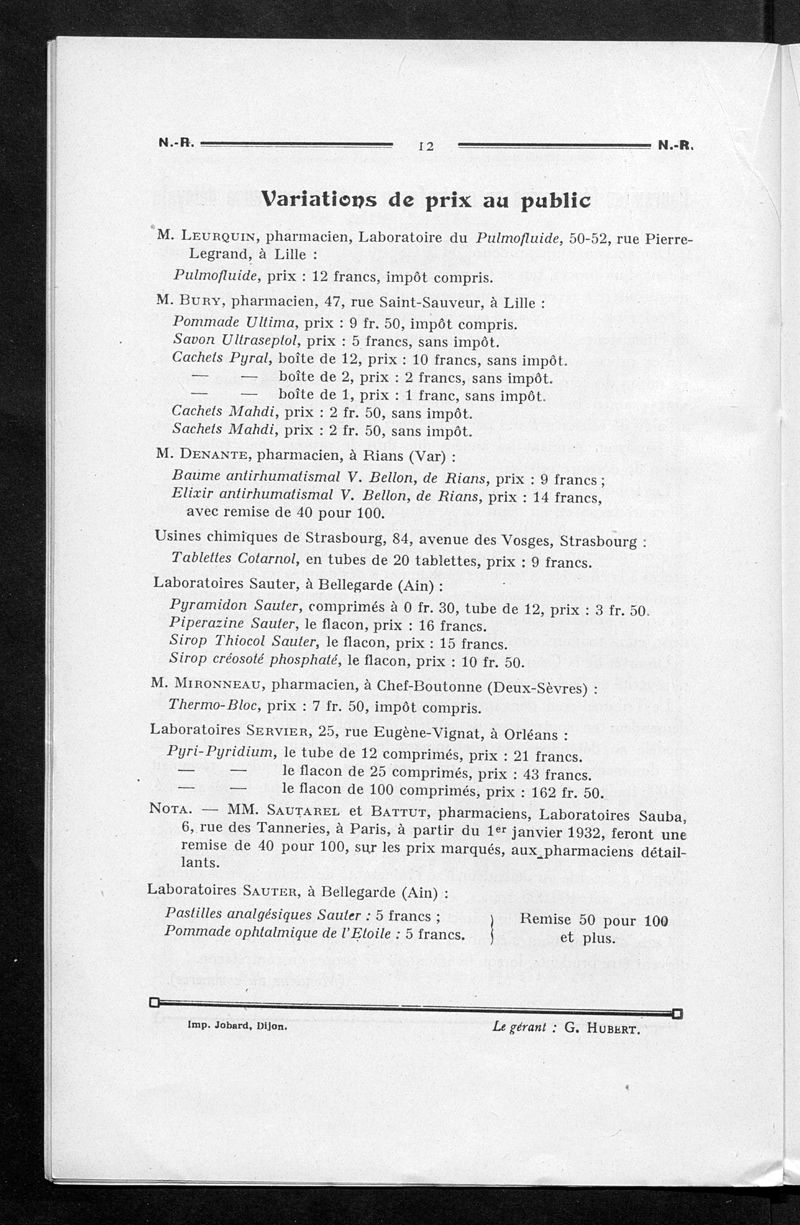 N.-R. 12 N.-R.
Variations de prix au public
M. Leurquin, pharmacien, Laboratoire du Pulmofluide, 50-52, rue Pierre-
Legrand, à Lille :
Pulmofluide, prix : 12 francs, impôt compris.
M. Bury, pharmacien, 47, rue Saint-Sauveur, à Lille :
Pommade Ultima, prix : 9 fr. 50, impôt compris.
Savon Ultraseptol, prix : 5 francs, sans impôt.
Cachets Pyral, boîte de 12, prix : 10 francs, sans impôt.
— — boîte de 2, prix : 2 francs, sans impôt.
— — boîte de 1, prix : 1 franc, sans impôt.
Cachets Mahdi, prix : 2 fr. 50, sans impôt.
Sachets Mahdi, prix : 2 fr. 50, sans impôt.
M. Denante, pharmacien, à Rians (Var) :
Baume antirhumatismal V. Bellon, de Rians, prix : 9 francs ;
Elixir antirhumatismal V. Bellon, de Rians, prix : 14 francs,
avec remise de 40 pour 100.
Usines chimiques de Strasbourg, 84, avenue des Vosges, Strasbourg :
Tablettes Cotarnol, en tubes de 20 tablettes, prix : 9 francs.
Laboratoires Sauter, à Bellegarde (Ain) :
Pyramidon Sauter, comprimés à 0 fr. 30, tube de 12, prix : 3 fr. 50.
Piperazine Sauter, le flacon, prix : 16 francs.
Sirop Thiocol Sauter, le flacon, prix : 15 francs.
Sirop créosoté phosphaté, le flacon, prix : 10 fr. 50.
M. Mironneau, pharmacien, à Chef-Boutonne (Deux-Sèvres) :
Thermo-Bloc, prix : 7 fr. 50, impôt compris.
Laboratoires Servier, 25, rue Eugène-Vignat, à Orléans :
Pyri-Pyridium, le tube de 12 comprimés, prix : 21 francs.
— — le flacon de 25 comprimés, prix : 43 francs.
— — le flacon de 100 comprimés, prix : 162 fr. 50.
Nota. — MM. Sautarel et Battut, pharmaciens, Laboratoires Sauba,
6, rue des Tanneries, à Paris, à partir du 1er janvier 1932, feront une
remise de 40 pour 100, sur les prix marqués, aux pharmaciens détail-
lants.
Laboratoires Sauter, à Bellegarde (Ain) :
Pastilles analgésiques Sauter : 5 francs ; } Remise 50 pour 100
Pommade ophtalmique de l'Etoile : 5 francs. } et plus.
Imp. Jobard, Dijon. Le gérant : G. Hubert.